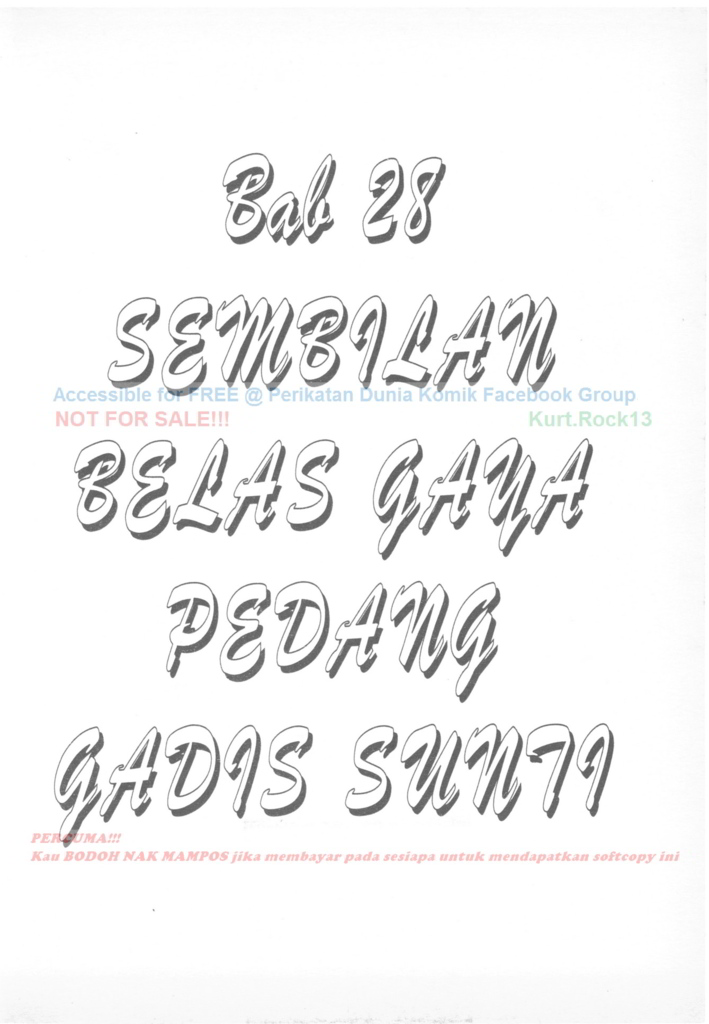 Bab 28
SEMBILAN
Accessible for FREE @ Perikatan Dunia Komik Facebook Group
NOT FOR SALE!!! Kurt.Rock13
BELAS GAYA
PEDANG
GADIS SUNTI
PERCUMA!!!
Kau BODOH NAK MAMPOS jika membayar pada sesiapa untuk mendapatkan softcopy ini